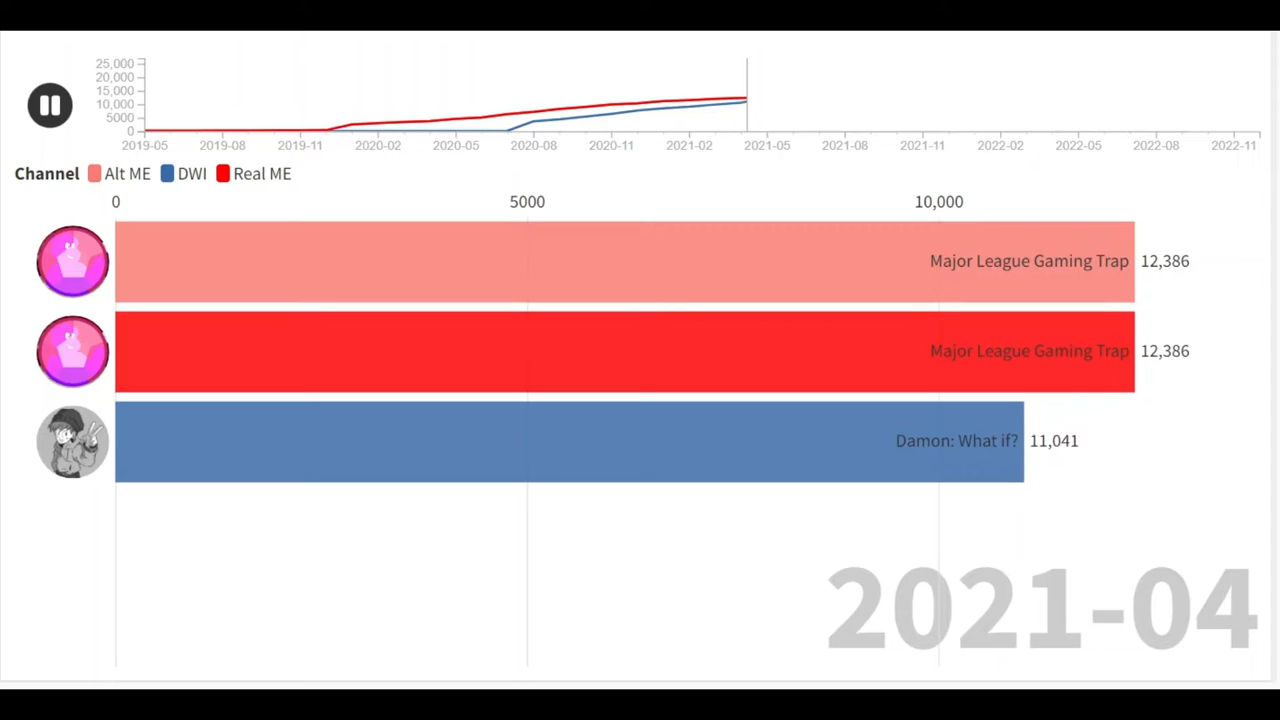 25,000
20,000
15,000
10,000
5000
0
2019-05 2019-08 2019-11 2020-02 2020-05 2020-08 2020-11 2021-02 2021-05 2021-08 2021-11 2022-02 2022-05 2022-08 2022-11
Channel Alt ME DWI Real ME
0 5000 10,000
Major League Gaming Trap 12,386
Major League Gaming Trap 12,386
Damon: What if? 11,041
2021-04